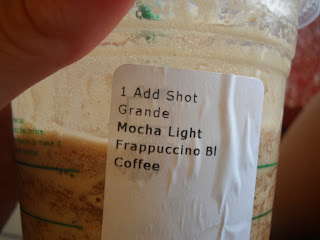 1 Add Shot
Grande
Mocha Light
Frappuccino Bl
Coffee